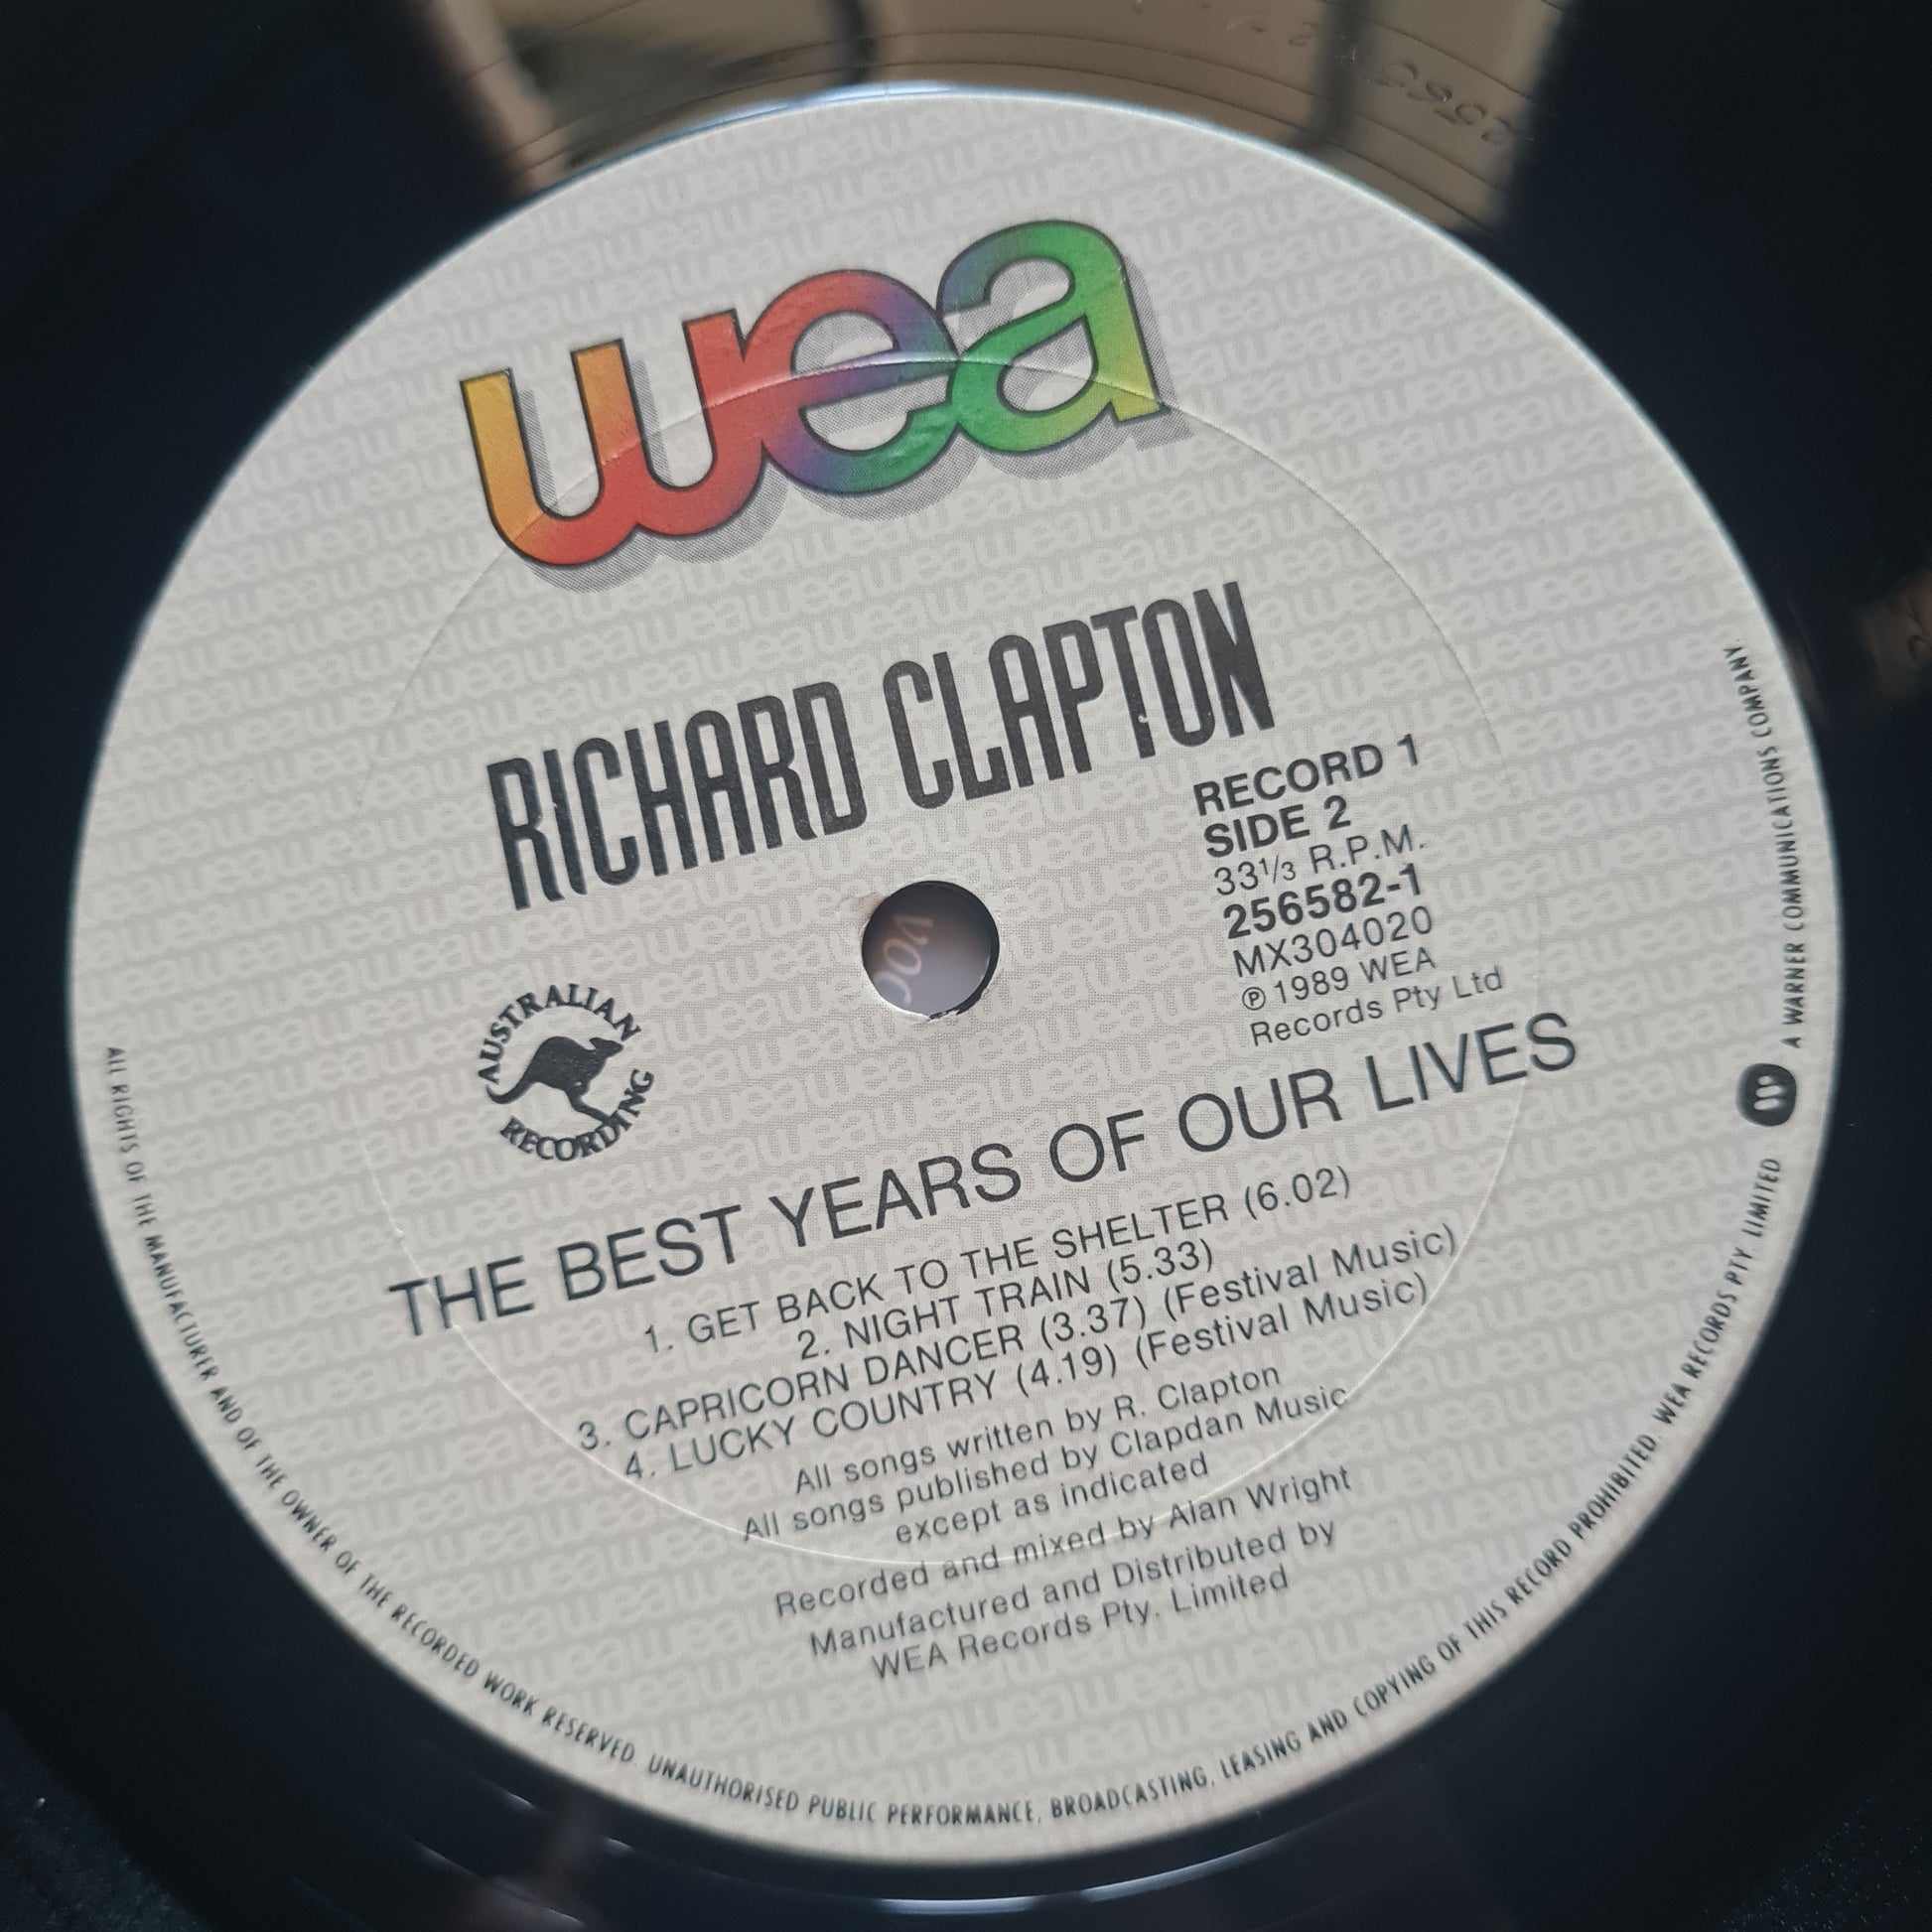 wea
RICHARD CLAPTON
RECORD 1
SIDE 2
33⅓ R.P.M.
256582-1
MX304020
℗ 1989 WEA
Records Pty Ltd
AUSTRALIAN
RECORDING
THE BEST YEARS OF OUR LIVES
1. GET BACK TO THE SHELTER (6.02)
2. NIGHT TRAIN (5.33)
3. CAPRICORN DANCER (3.37) (Festival Music)
4. LUCKY COUNTRY (4.19) (Festival Music)
All songs written by R. Clapton
All songs published by Clapdan Music
except as indicated
Recorded and mixed by Alan Wright
Manufactured and Distributed by
WEA Records Pty. Limited
ALL RIGHTS OF THE MANUFACTURER AND OF THE OWNER OF THE RECORDED WORK RESERVED. UNAUTHORISED PUBLIC PERFORMANCE, BROADCASTING, LEASING AND COPYING OF THIS RECORD PROHIBITED. WEA RECORDS PTY LIMITED A WARNER COMMUNICATIONS COMPANY